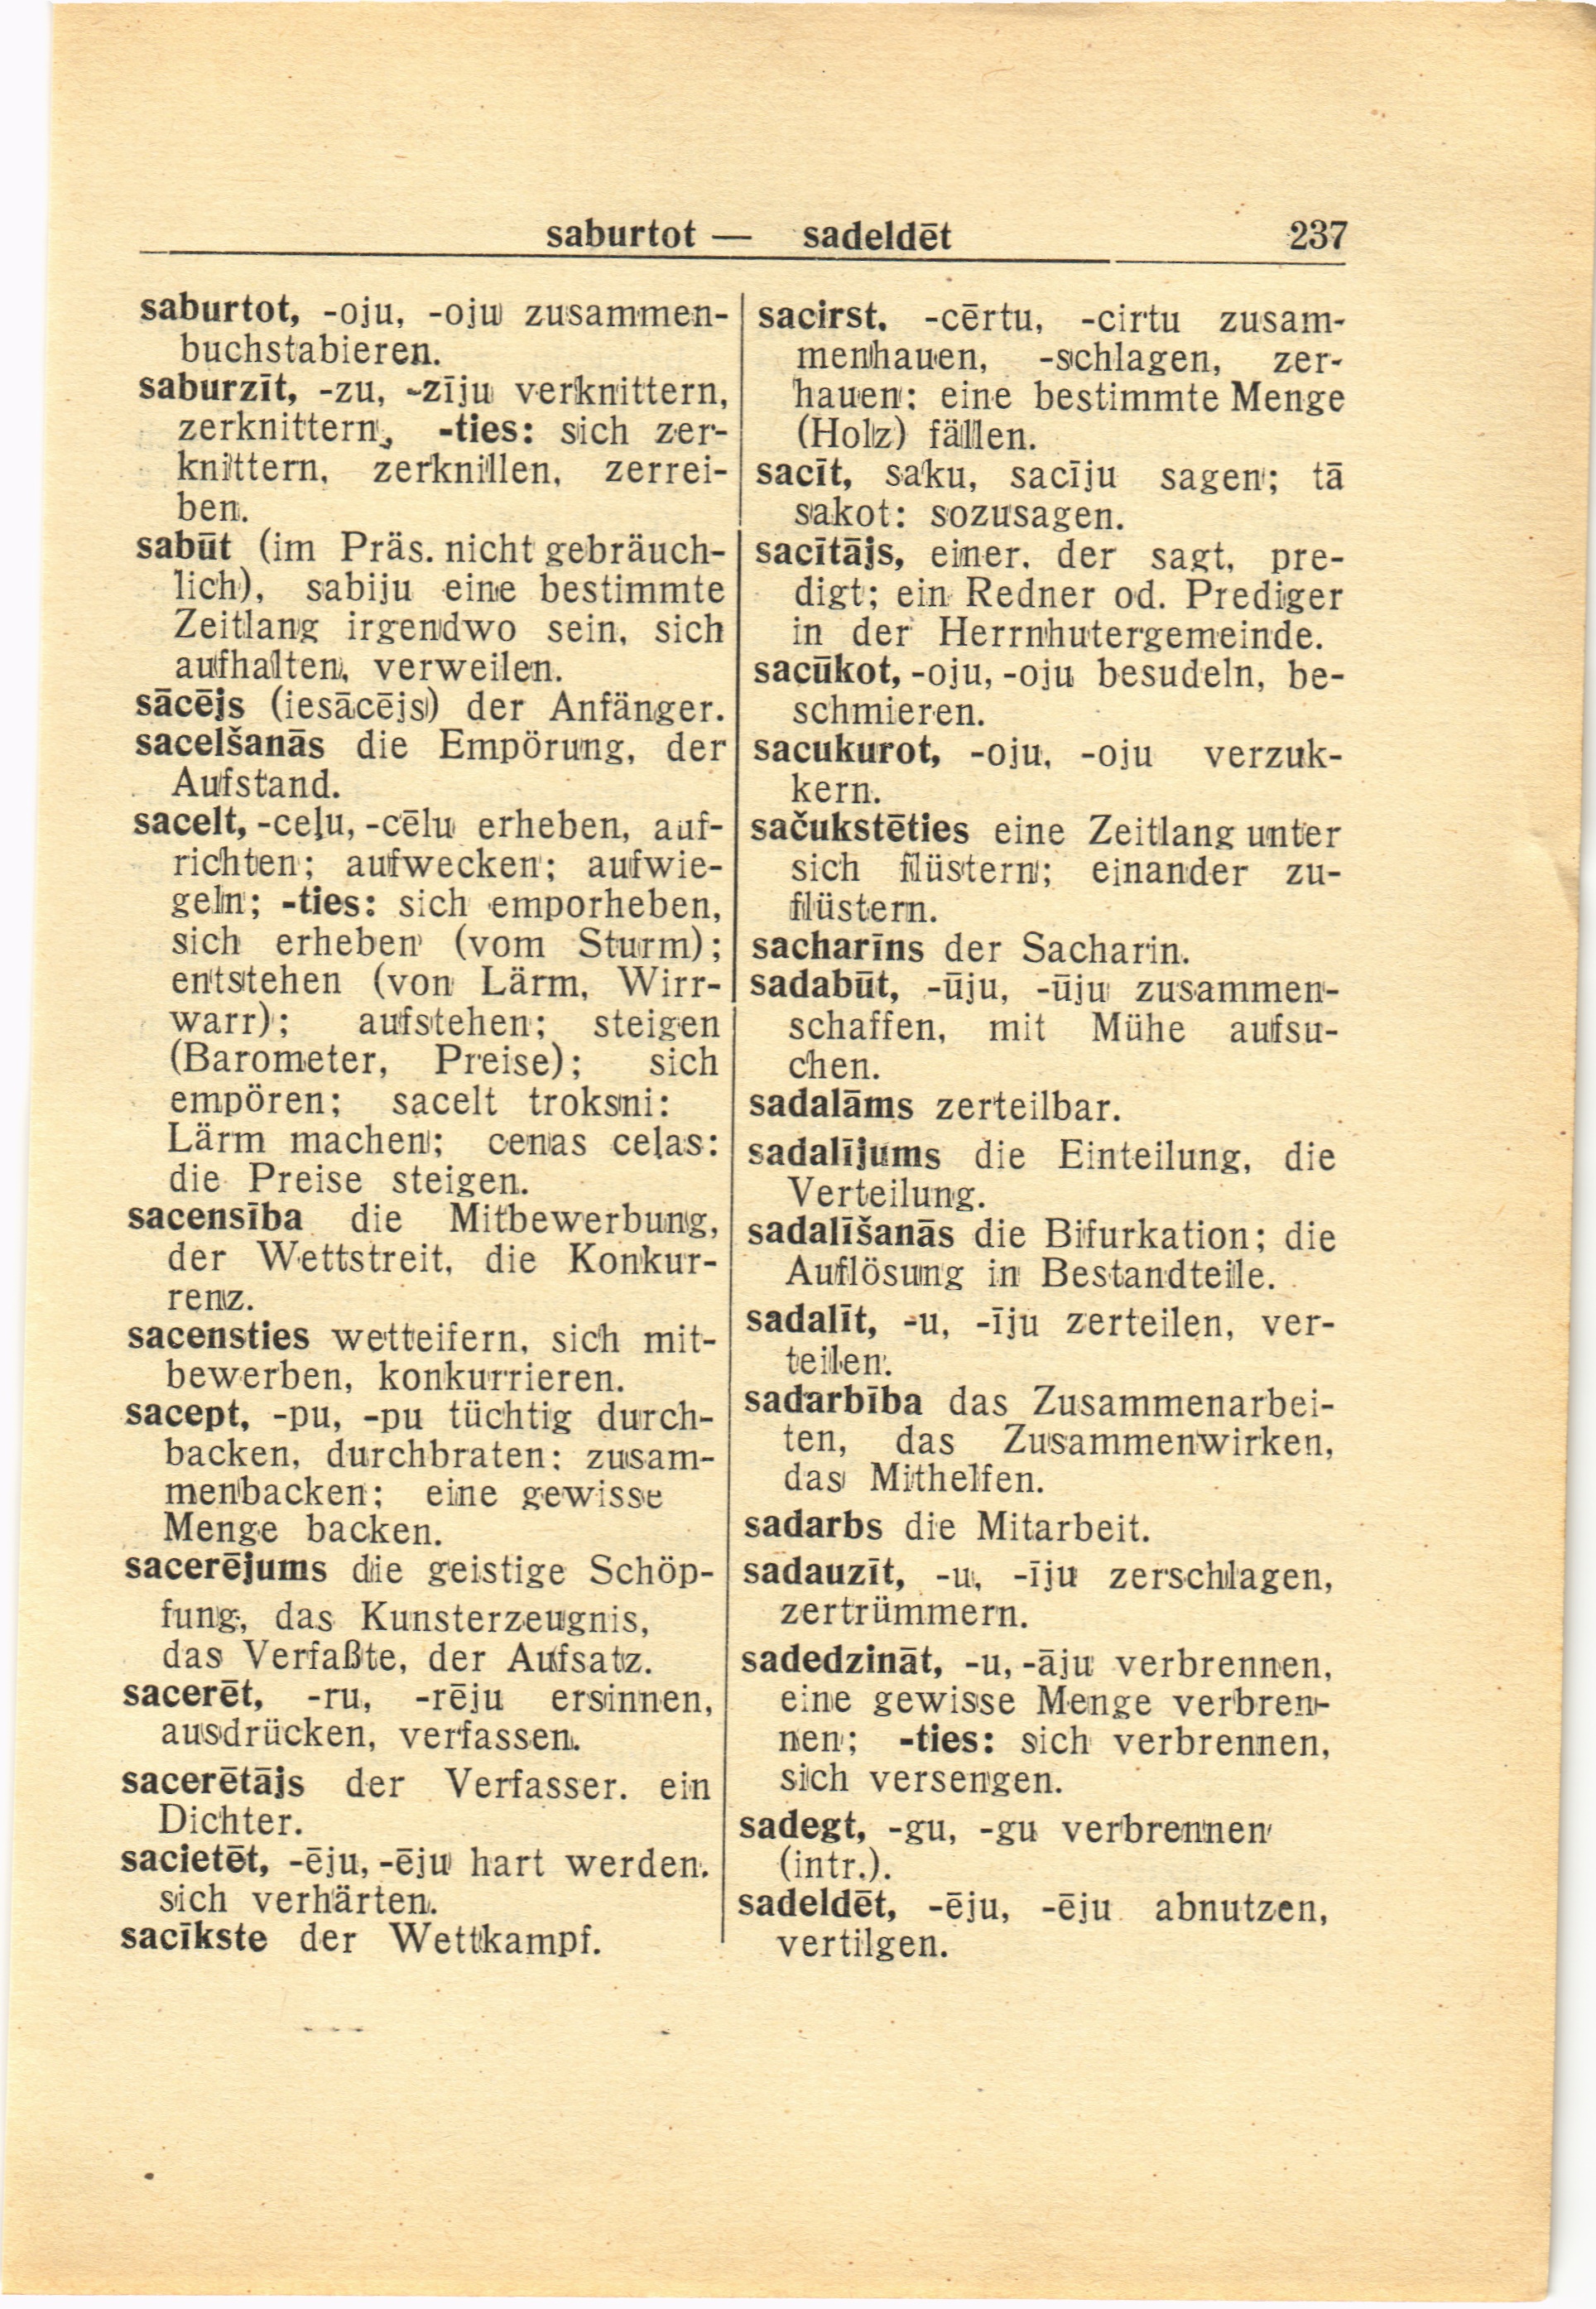 saburtot — sadeldēt 237
saburtot, -oju, -oju zusammen-
buchstabieren.
saburzīt, -zu, -zīju verknittern,
zerknittern, -ties: sich zer-
knittern, zerknillen, zerrei-
ben.
sabūt (im Präs. nicht gebräuch-
lich), sabiju eine bestimmte
Zeitlang irgendwo sein, sich
aufhalten, verweilen.
sācējs (iesācējs) der Anfänger.
sacelšanās die Empörung, der
Aufstand.
sacelt, -ceļu, -cēlu erheben, auf-
richten; aufwecken; aufwie-
geln; -ties: sich emporheben,
sich erheben (vom Sturm);
entstehen (von Lärm, Wirr-
warr); aufstehen; steigen
(Barometer, Preise); sich
empören; sacelt troksni:
Lärm machen; cenas ceļas:
die Preise steigen.
sacensība die Mitbewerbung,
der Wettstreit, die Konkur-
renz.
sacensties wetteifern, sich mit-
bewerben, konkurrieren.
sacept, -pu, -pu tüchtig durch-
backen, durchbraten; zusam-
menbacken; eine gewisse
Menge backen.
sacerējums die geistige Schöp-
fung, das Kunsterzeugnis,
das Verfaßte, der Aufsatz.
sacerēt, -ru, -rēju ersinnen,
ausdrücken, verfassen.
sacerētājs der Verfasser. ein
Dichter.
sacietēt, -ēju, -ēju hart werden.
sich verhärten.
sacīkste der Wettkampf.
sacirst, -cērtu, -cirtu zusam-
menhauen, -schlagen, zer-
hauen; eine bestimmte Menge
(Holz) fällen.
sacīt, saku, sacīju sagen; tā
sakot: sozusagen.
sacītājs, einer, der sagt, pre-
digt; ein Redner od. Prediger
in der Herrnhutergemeinde.
sacūkot, -oju, -oju besudeln, be-
schmieren.
sacukurot, -oju, -oju verzuk-
kern.
sačukstēties eine Zeitlang unter
sich flüstern; einander zu-
flüstern.
sacharīns der Sacharin.
sadabūt, -ūju, -ūju zusammen-
schaffen, mit Mühe aufsu-
chen.
sadalāms zerteilbar.
sadalījums die Einteilung, die
Verteilung.
sadalīšanās die Bifurkation; die
Auflösung in Bestandteile.
sadalīt, -u, -īju zerteilen, ver-
teilen.
sadarbība das Zusammenarbei-
ten, das Zusammenwirken,
das Mithelfen.
sadarbs die Mitarbeit.
sadauzīt, -u, -īju zerschlagen,
zertrümmern.
sadedzināt, -u, -āju verbrennen,
eine gewisse Menge verbren-
nen; -ties: sich verbrennen,
sich versengen.
sadegt, -gu, -gu verbrennen
(intr.).
sadeldēt, -ēju, -ēju abnutzen,
vertilgen.